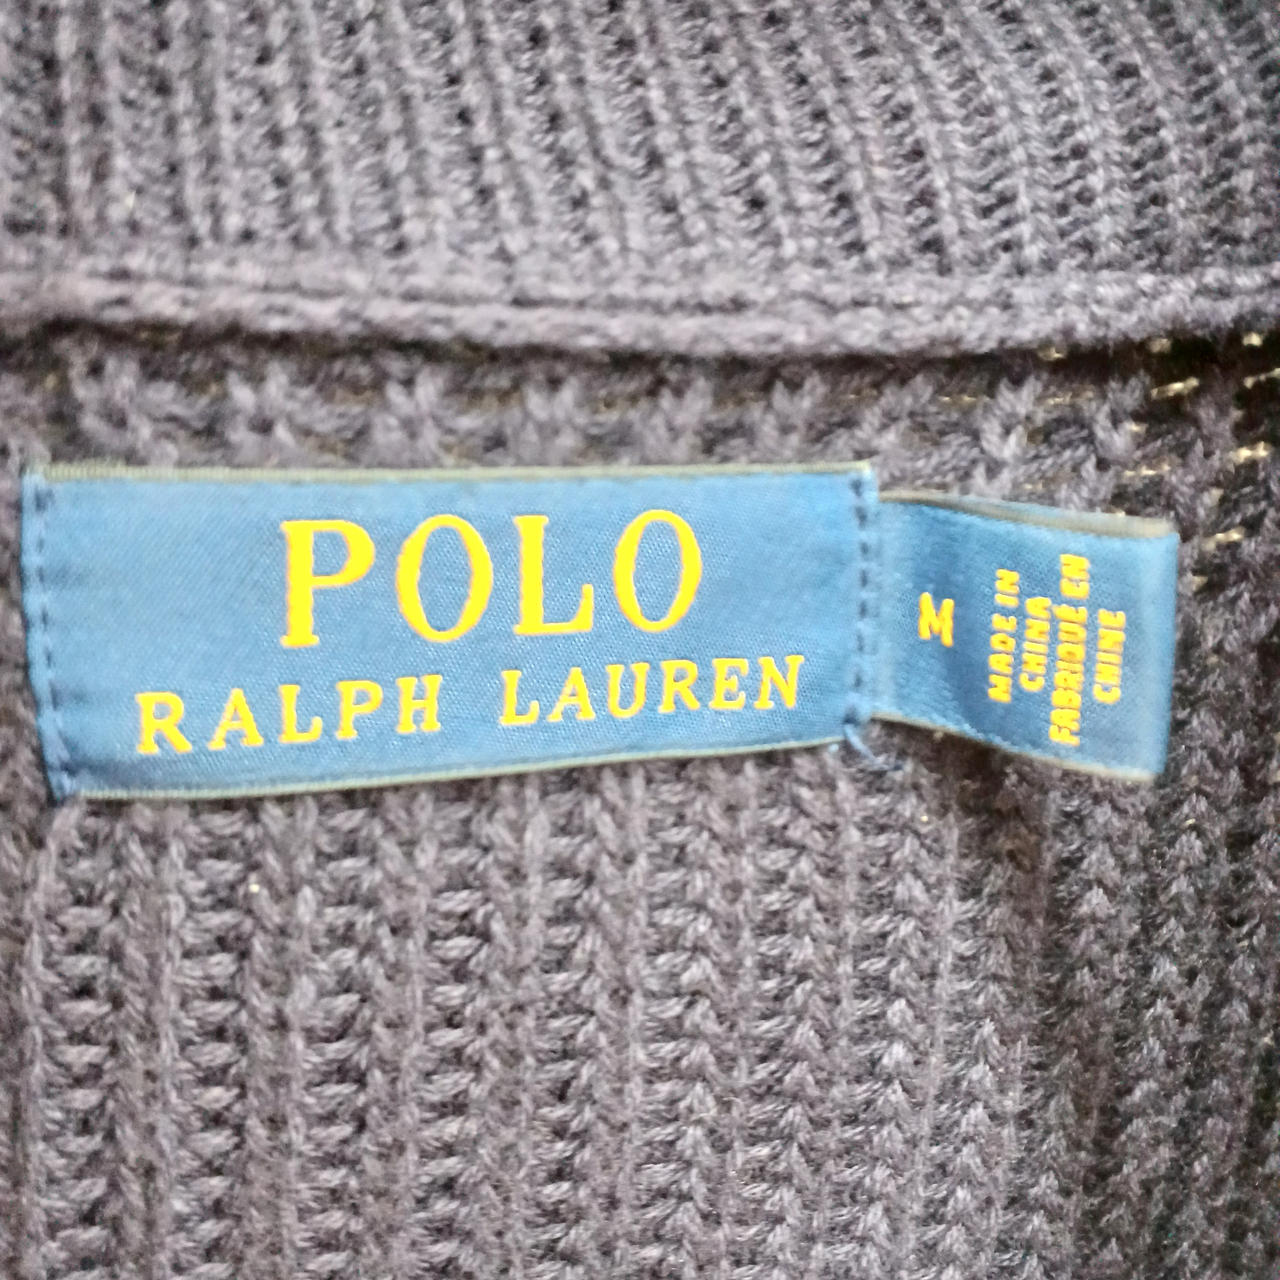 POLO
RALPH LAUREN
M
MADE IN
CHINA
FABRIQUÉ EN
CHINE